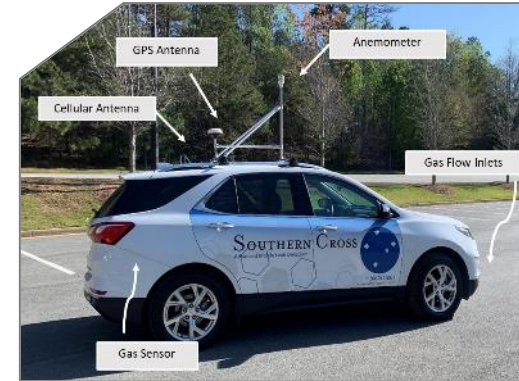 GPS Antenna
Anemometer
Cellular Antenna
Gas Flow Inlets
SOUTHERN CROSS
Gas Sensor